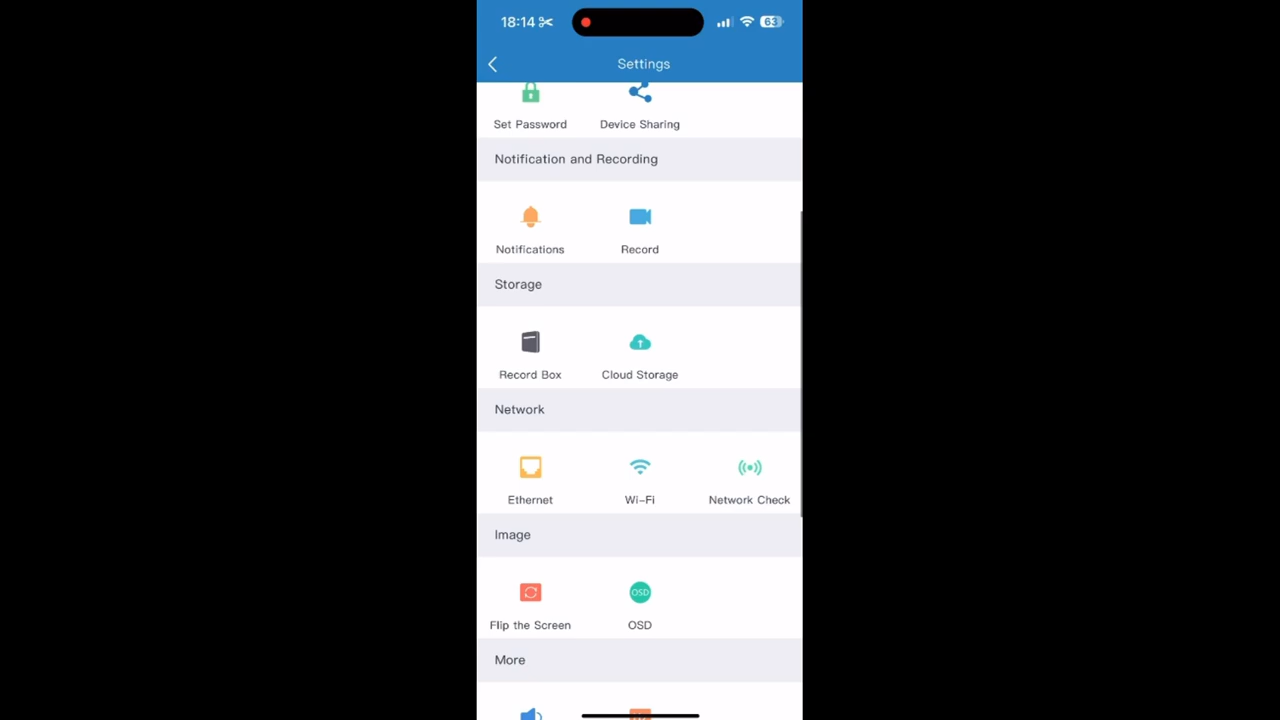 18:14
63
Settings
Set Password Device Sharing
Notification and Recording
Notifications Record
Storage
Record Box Cloud Storage
Network
Ethernet Wi-Fi Network Check
Image
OSD
Flip the Screen OSD
More